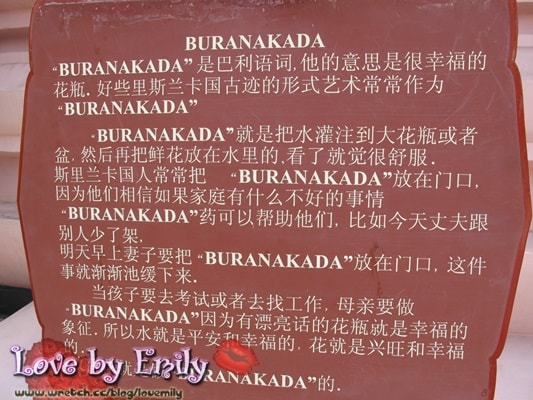 BURANAKADA
“BURANAKADA”是巴利语词.他的意思是很幸福的
花瓶.好些里斯兰卡国古迹的形式艺术常常作力
“BURANAKADA”
“BURANAKADA”就是把水灌注到大花瓶或者
盆,然后再把鲜花放在水里的,看了就觉很舒服.
斯里兰卡国人常常把 “BURANAKADA”放在门口,
因为他们相信如果家庭有什么不好的事情
“BURANAKADA”药可以帮助他们, 比如今天丈夫跟
别人少了架,
明天早上妻子要把“BURANAKADA”放在门口, 这件
事就渐渐池缓下来.
当孩子要去考试或者去找工作, 母亲要做
“BURANAKADA”因为有漂亮话的花瓶就是幸福的
象征. 所以水就是平安和幸福的, 花就是兴旺和幸福
的.
BURANAKADA”的.
Love by Emily
www.wretch.cc/blog/lovemily